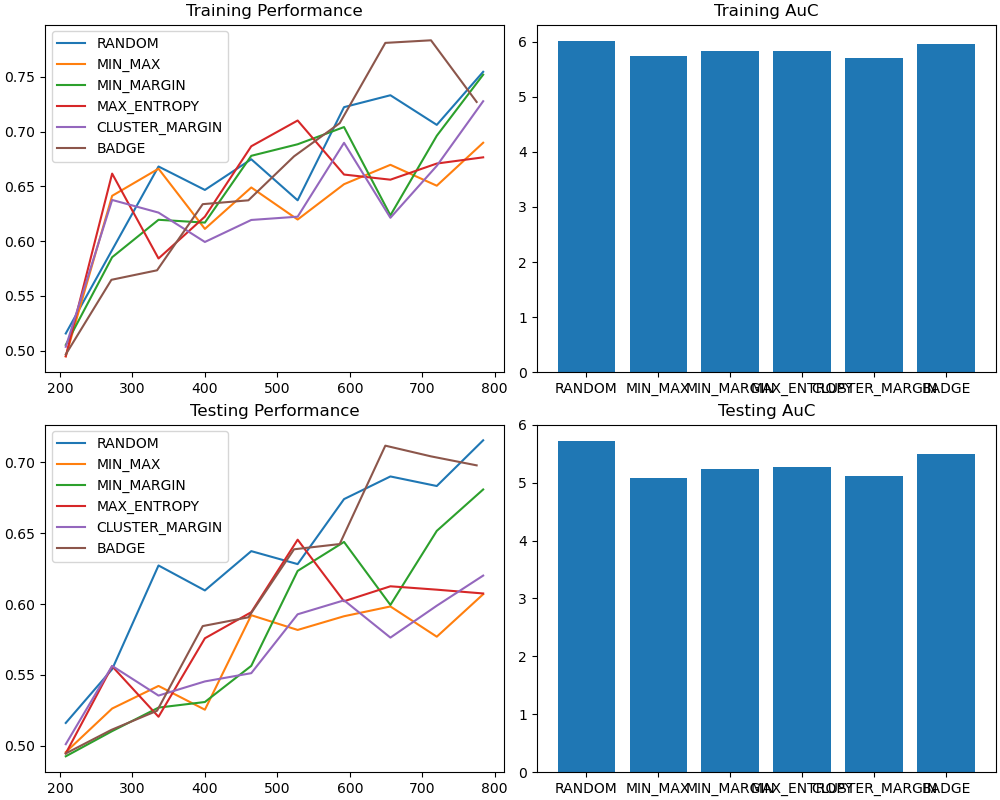 Training Performance
0.75
0.70
0.65
0.60
0.55
0.50
RANDOM
MIN_MAX
MIN_MARGIN
MAX_ENTROPY
CLUSTER_MARGIN
BADGE
200 300 400 500 600 700 800
Training AuC
6
5
4
3
2
1
0
RANDOM MIN_MAX MIN_MARGIN MAX_ENTROPY CLUSTER_MARGIN BADGE
Testing Performance
0.70
0.65
0.60
0.55
0.50
RANDOM
MIN_MAX
MIN_MARGIN
MAX_ENTROPY
CLUSTER_MARGIN
BADGE
200 300 400 500 600 700 800
Testing AuC
6
5
4
3
2
1
0
RANDOM MIN_MAX MIN_MARGIN MAX_ENTROPY CLUSTER_MARGIN BADGE